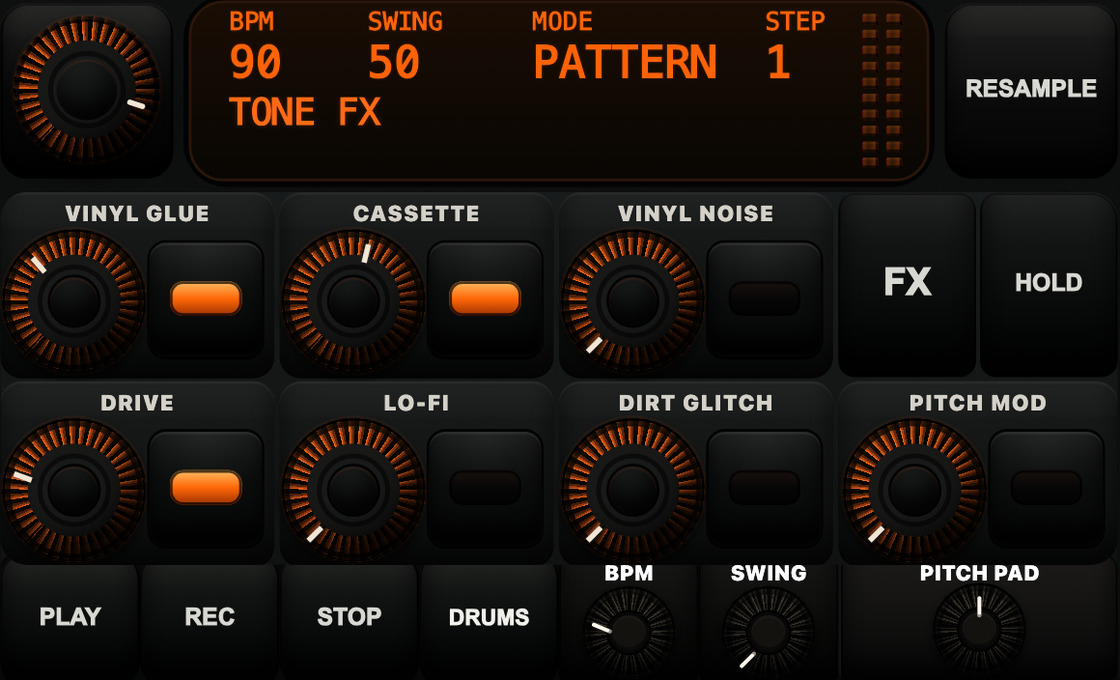 BPM SWING MODE STEP
90 50 PATTERN 1
TONE FX
RESAMPLE
VINYL GLUE CASSETTE VINYL NOISE
FX HOLD
DRIVE LO-FI DIRT GLITCH PITCH MOD
PLAY REC STOP DRUMS BPM SWING PITCH PAD